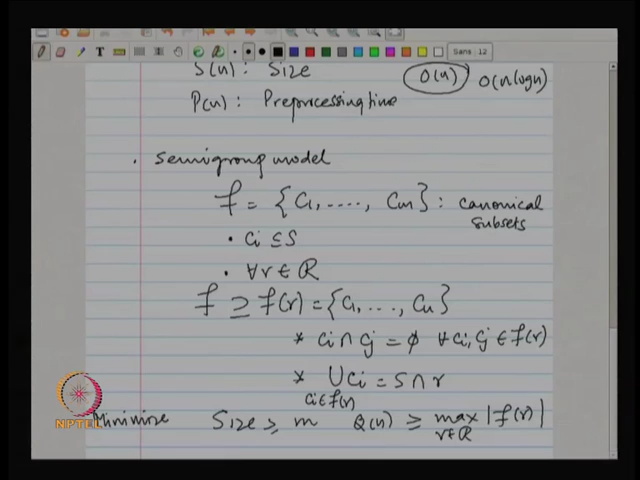 Sans 12
S(n) : Size O(n) O(n logn)
P(n) : Preprocessing time
. Semigroup model
F = {C1, ...., Cm} : canonical subsets
. Ci ⊆ S
. ∀r ∈ R
F ⊇ F(r) = {C1, ..., Cu}
* Ci ∩ Cj = φ ∀ Ci, Cj ∈ F(r)
* ∪Ci = S ∩ r
Ci∈F(r)
NPTEL
Minimize Size ≥ m Q(n) ≥ max |F(r)|
r∈R